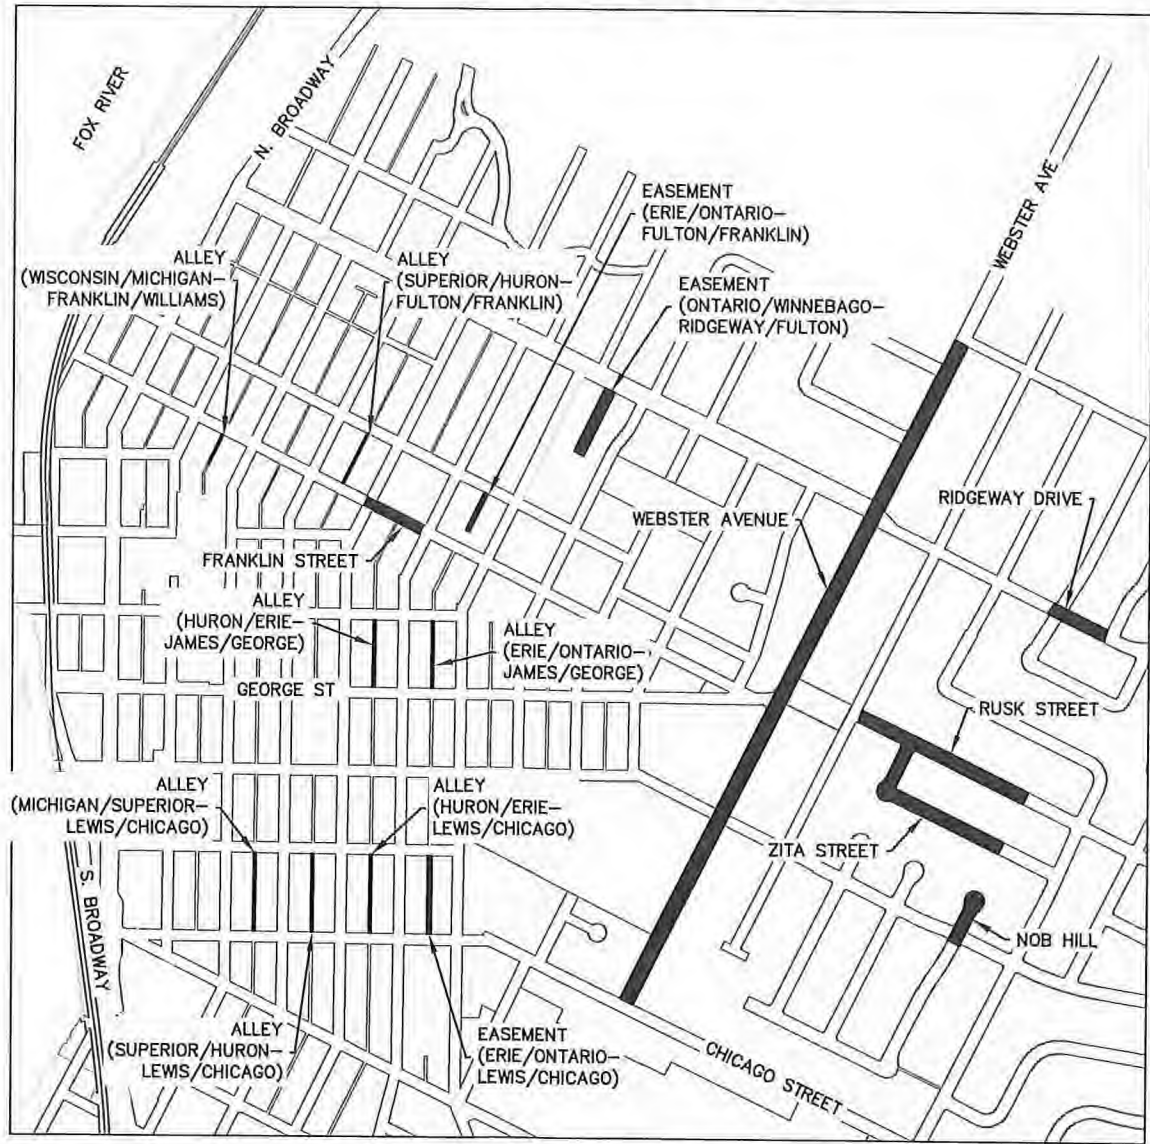 FOX RIVER
N. BROADWAY
WEBSTER AVE
EASEMENT
(ERIE/ONTARIO-
FULTON/FRANKLIN)
ALLEY
(WISCONSIN/MICHIGAN-
FRANKLIN/WILLIAMS)
ALLEY
(SUPERIOR/HURON-
FULTON/FRANKLIN)
EASEMENT
(ONTARIO/WINNEBAGO-
RIDGEWAY/FULTON)
RIDGEWAY DRIVE
WEBSTER AVENUE
FRANKLIN STREET
ALLEY
(HURON/ERIE-
JAMES/GEORGE)
ALLEY
(ERIE/ONTARIO-
JAMES/GEORGE)
GEORGE ST
RUSK STREET
ALLEY
(MICHIGAN/SUPERIOR-
LEWIS/CHICAGO)
ALLEY
(HURON/ERIE-
LEWIS/CHICAGO)
ZITA STREET
S. BROADWAY
NOB HILL
ALLEY
(SUPERIOR/HURON-
LEWIS/CHICAGO)
EASEMENT
(ERIE/ONTARIO-
LEWIS/CHICAGO)
CHICAGO STREET